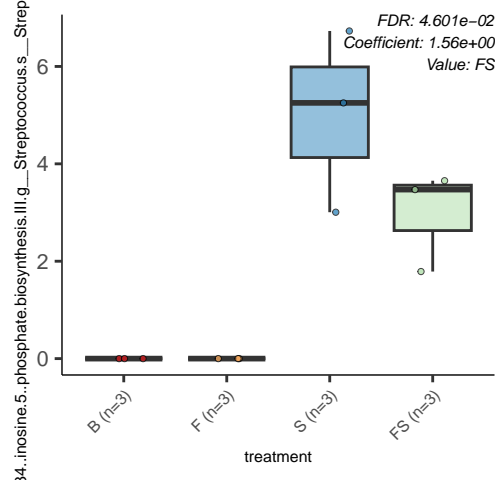 34..inosine.5..phosphate.biosynthesis.III.g__Streptococcus.s__Strep
FDR: 4.601e−02
Coefficient: 1.56e+00
Value: FS
6
4
2
0
B (n=3)
F (n=3)
S (n=3)
FS (n=3)
treatment